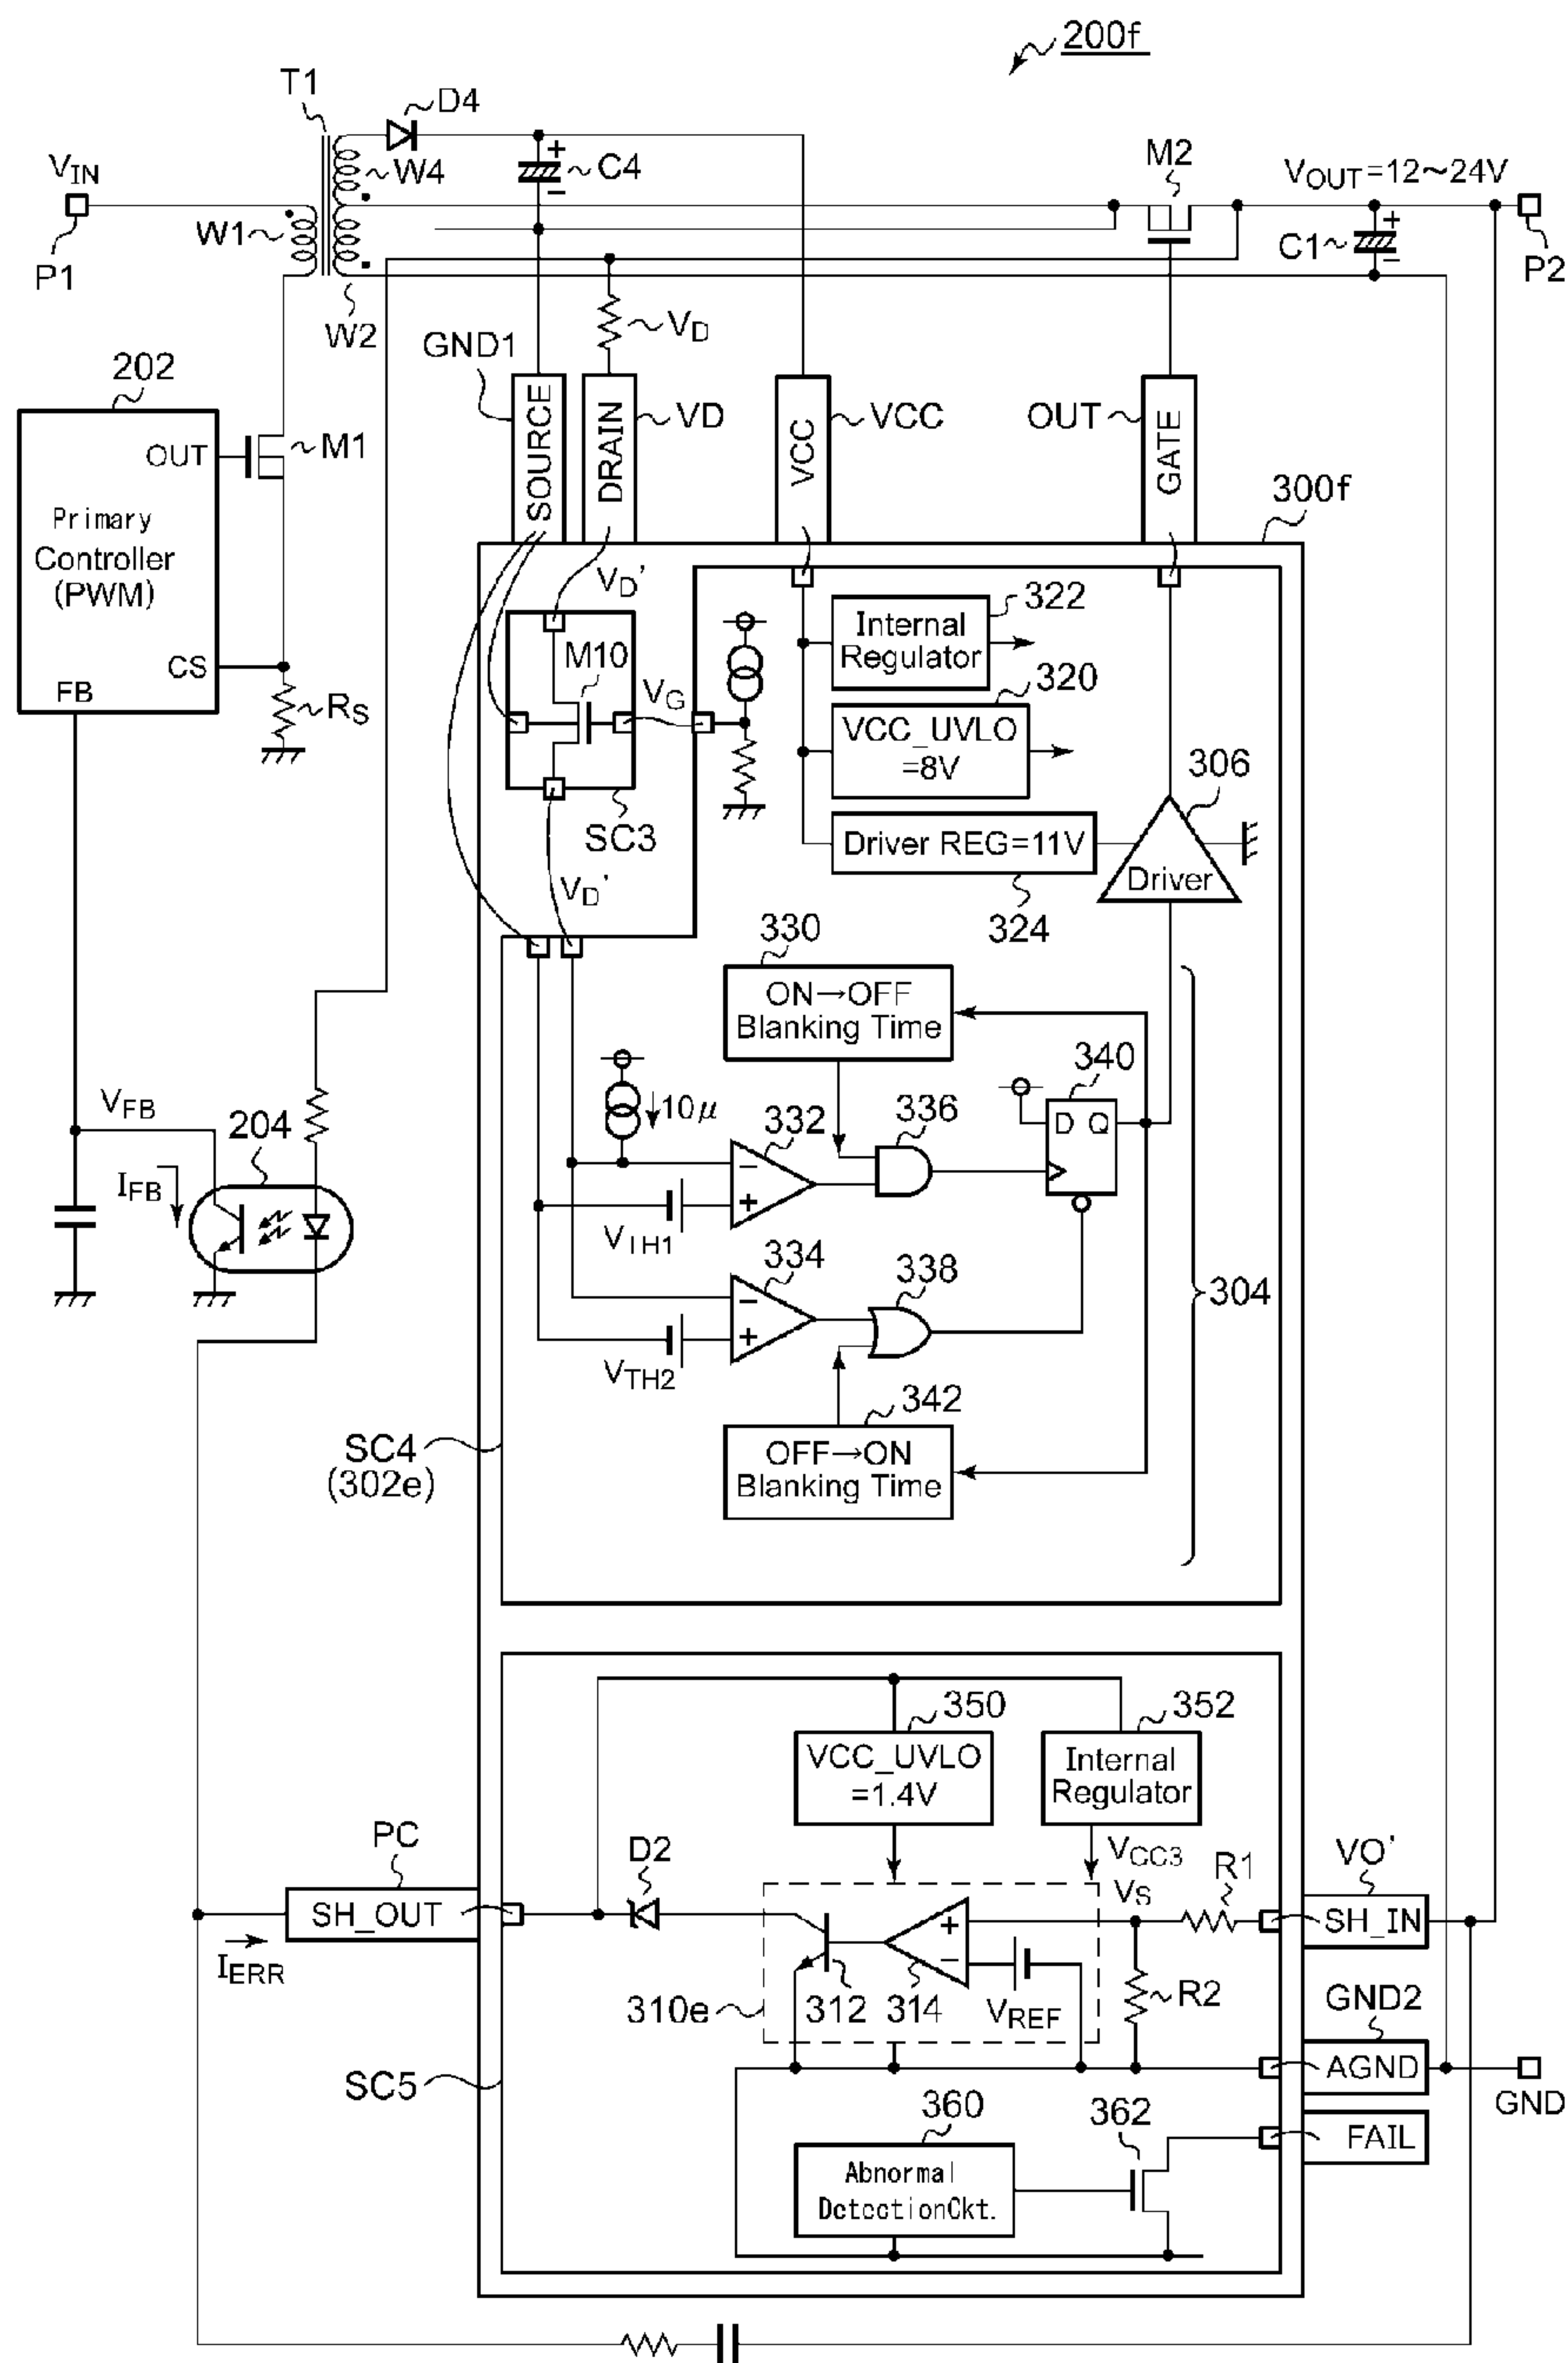 200f
T1
D4
VIN
W4
C4
M2
VOUT=12~24V
W1
C1
P1
P2
W2
VD
GND1
202
SOURCE
DRAIN
VD
VCC
VCC
OUT
GATE
OUT
M1
300f
Primary
Controller
(PWM)
VD'
322
Internal
Regulator
M10
CS
VG
320
FB
RS
VCC_UVLO
=8V
306
SC3
Driver REG=11V
Driver
VD'
324
330
ON→OFF
Blanking Time
340
10μ
336
VFB
332
D Q
204
IFB
−
+
VTH1
334
338
−
+
304
VTH2
342
SC4
(302e)
OFF→ON
Blanking Time
350
352
VCC_UVLO
=1.4V
Internal
Regulator
PC
D2
VCC3
VO'
R1
VS
SH_OUT
SH_IN
+
−
IERR
310e
312
314
VREF
R2
GND2
SC5
AGND
GND
360
362
FAIL
Abnormal
DetectionCkt.